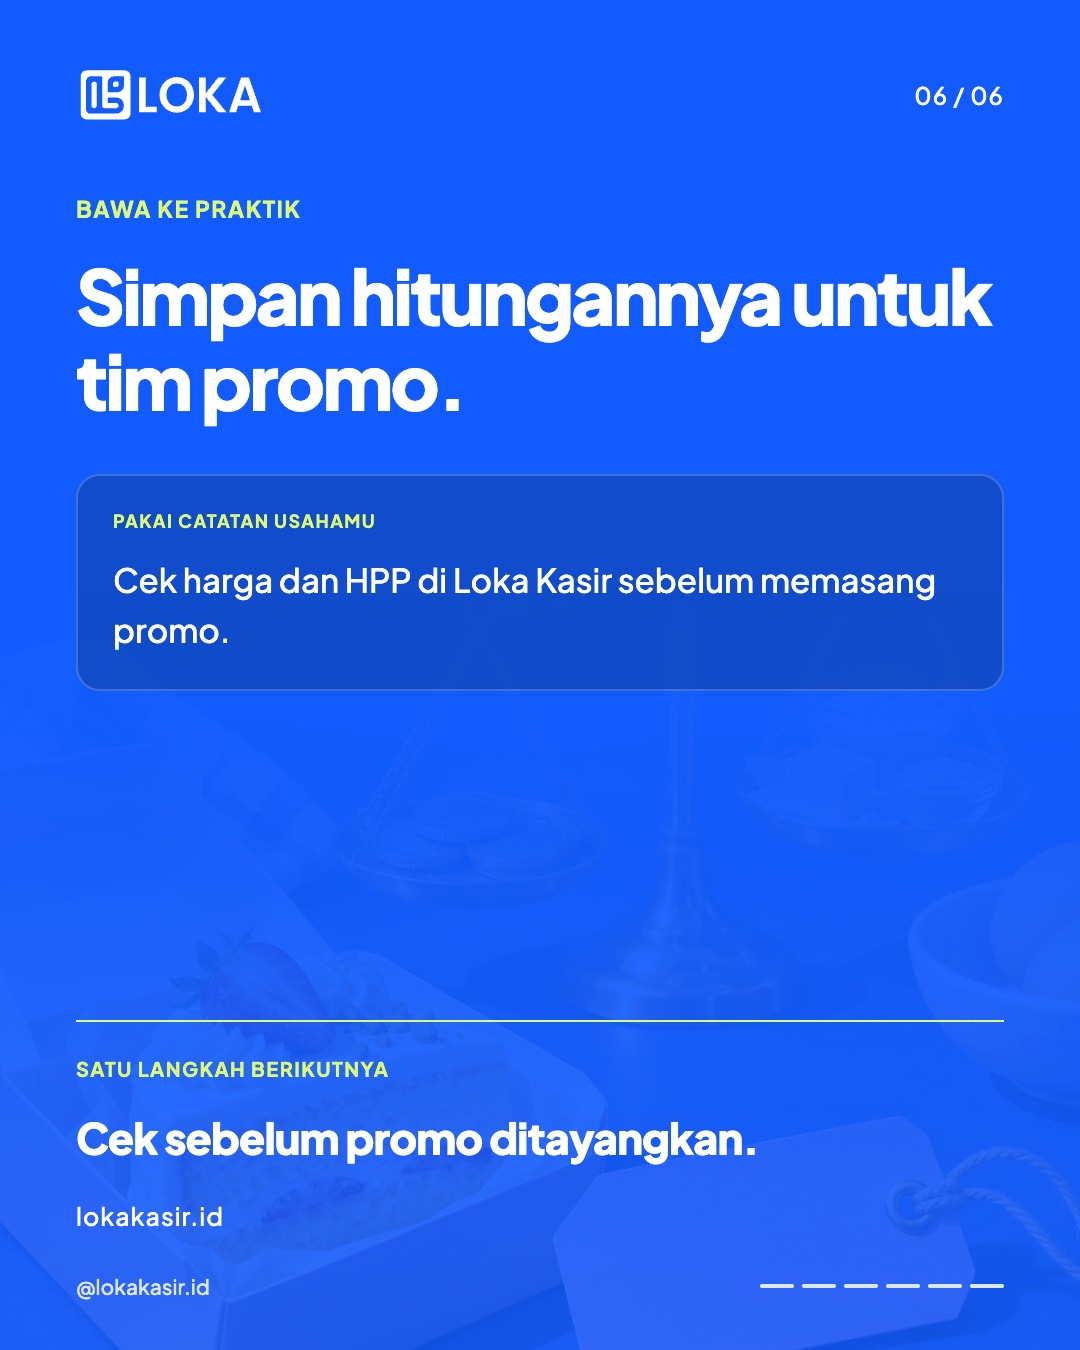 LOKA
06 / 06
BAWA KE PRAKTIK
Simpan hitungannya untuk
tim promo.
PAKAI CATATAN USAHAMU
Cek harga dan HPP di Loka Kasir sebelum memasang
promo.
SATU LANGKAH BERIKUTNYA
Cek sebelum promo ditayangkan.
lokakasir.id
@lokakasir.id